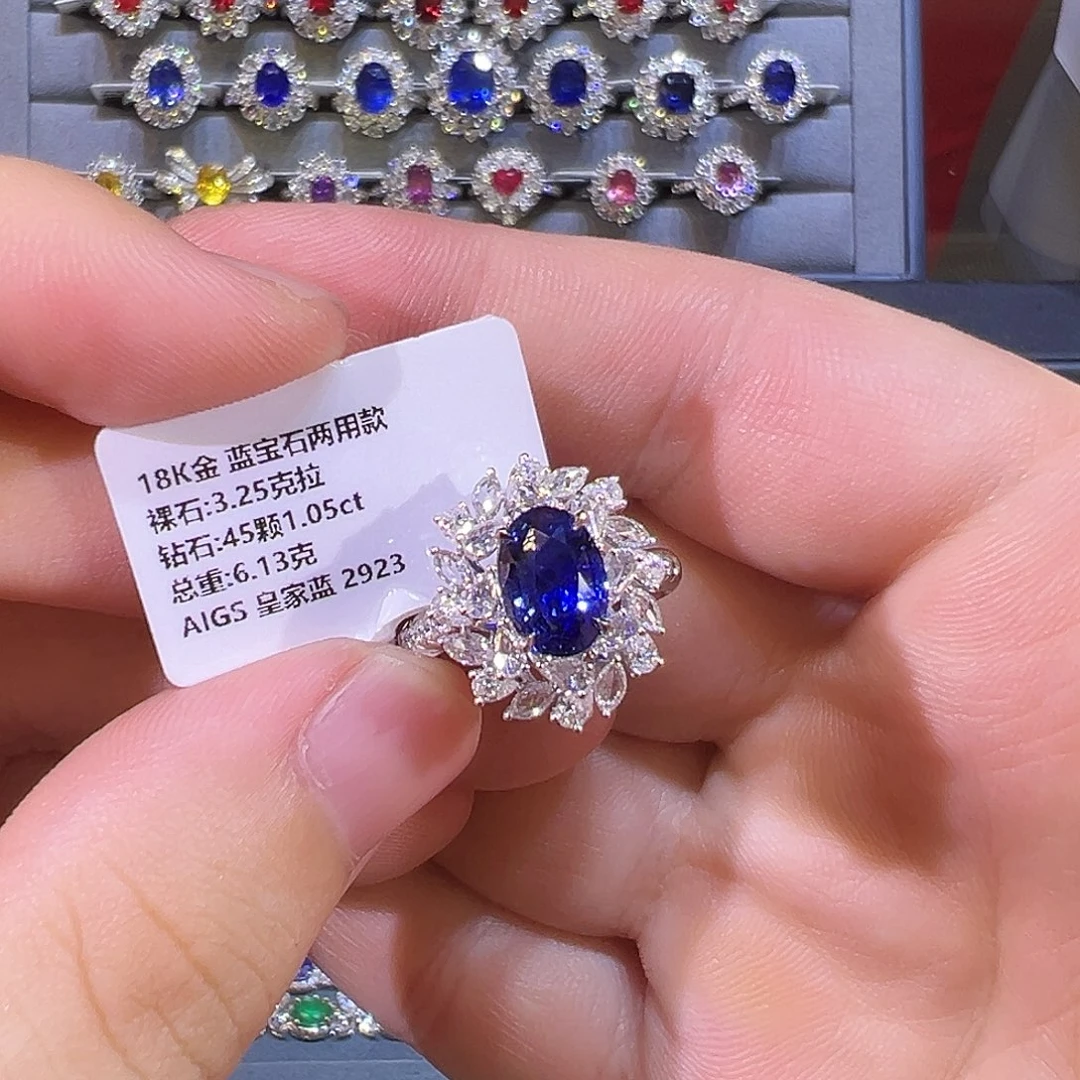 18K金 蓝宝石两用款
裸石:3.25克拉
钻石:45颗1.05ct
总重:6.13克
AIGS 皇家蓝 2923